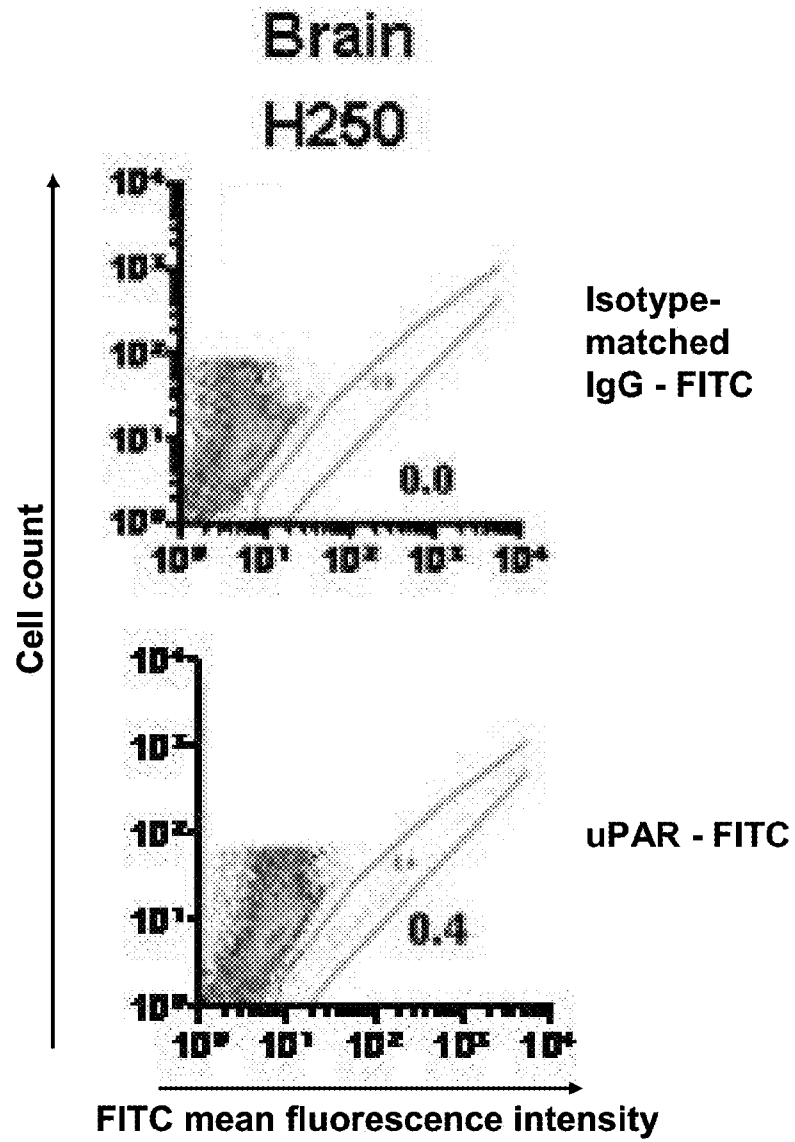 Brain
H250
10⁴
10³
10²
10¹
10⁰
0.0
10⁰ 10¹ 10² 10³ 10⁴
Isotype-
matched
IgG - FITC
Cell count
10⁴
10³
10²
10¹
10⁰
0.4
10⁰ 10¹ 10² 10³ 10⁴
uPAR - FITC
FITC mean fluorescence intensity